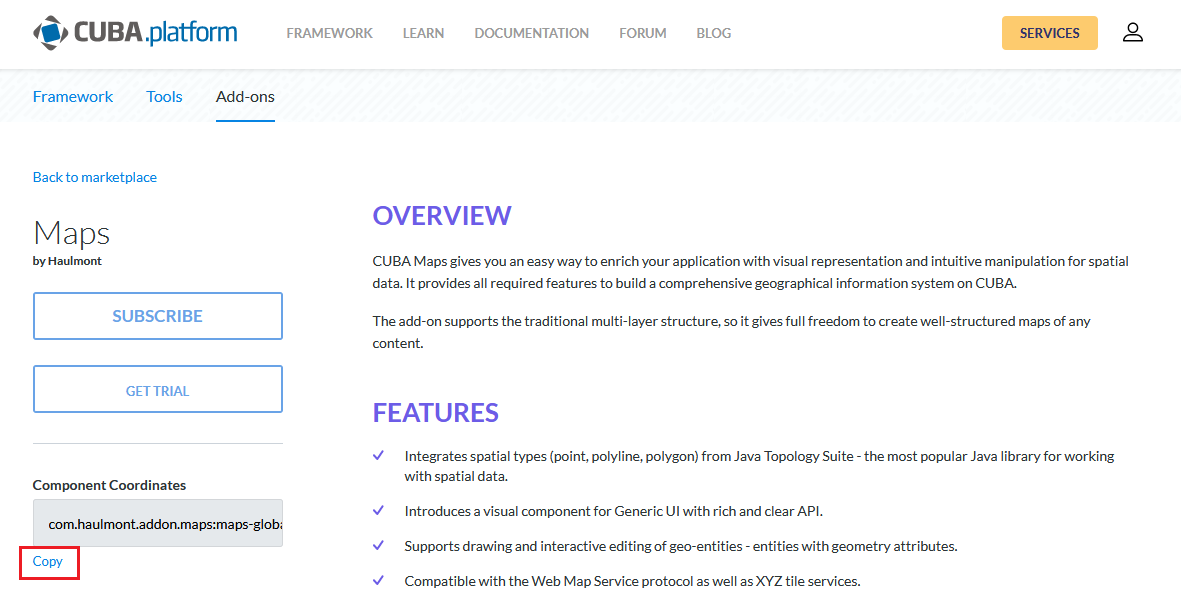 CUBA.platform
FRAMEWORK LEARN DOCUMENTATION FORUM BLOG SERVICES
Framework Tools Add-ons
Back to marketplace
Maps
by Haulmont
SUBSCRIBE
GET TRIAL
Component Coordinates
com.haulmont.addon.maps:maps-globa
Copy
OVERVIEW
CUBA Maps gives you an easy way to enrich your application with visual representation and intuitive manipulation for spatial
data. It provides all required features to build a comprehensive geographical information system on CUBA.
The add-on supports the traditional multi-layer structure, so it gives full freedom to create well-structured maps of any
content.
FEATURES
Integrates spatial types (point, polyline, polygon) from Java Topology Suite - the most popular Java library for working
with spatial data.
Introduces a visual component for Generic UI with rich and clear API.
Supports drawing and interactive editing of geo-entities - entities with geometry attributes.
Compatible with the Web Map Service protocol as well as XYZ tile services.